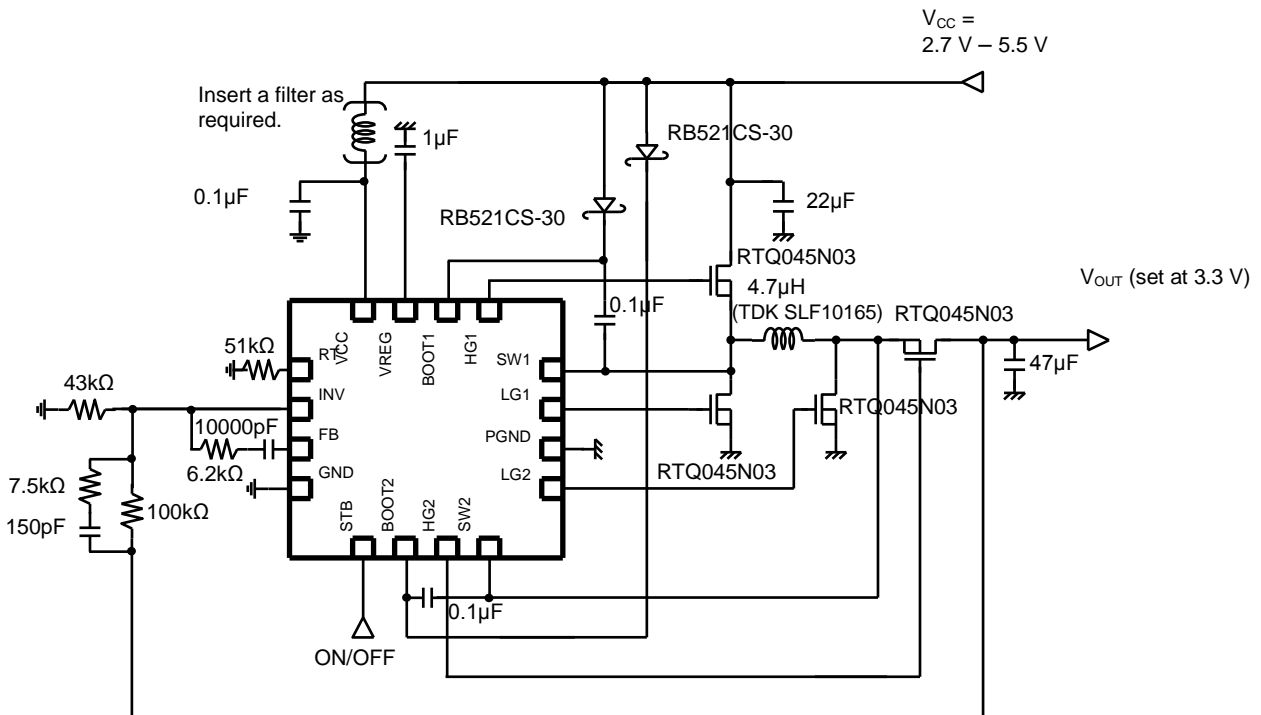 V_CC =
2.7 V – 5.5 V
Insert a filter as
required.
1µF
RB521CS-30
0.1µF
RB521CS-30
22µF
RTQ045N03
4.7µH
(TDK SLF10165)
V_OUT (set at 3.3 V)
0.1µF
RTQ045N03
51kΩ
RT
VCC
VREG
BOOT1
HG1
SW1
47µF
43kΩ
INV
LG1
RTQ045N03
10000pF
FB
PGND
6.2kΩ
RTQ045N03
GND
LG2
7.5kΩ
100kΩ
150pF
STB
BOOT2
HG2
SW2
0.1µF
ON/OFF